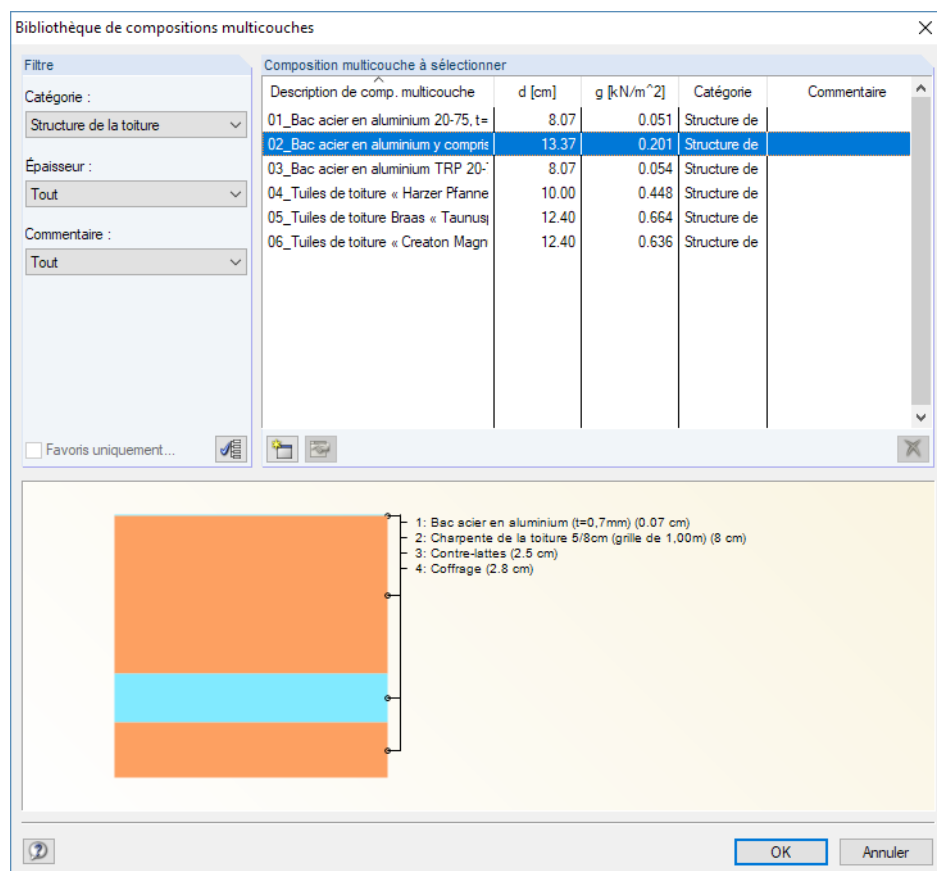 Bibliothèque de compositions multicouches
Filtre
Catégorie :
Structure de la toiture
Épaisseur :
Tout
Commentaire :
Tout
Favoris uniquement...
Composition multicouche à sélectionner
Description de comp. multicouche d [cm] g [kN/m^2] Catégorie Commentaire
01_Bac acier en aluminium 20-75, t= 8.07 0.051 Structure de
02_Bac acier en aluminium y compris 13.37 0.201 Structure de
03_Bac acier en aluminium TRP 20- 8.07 0.054 Structure de
04_Tuiles de toiture « Harzer Pfanne 10.00 0.448 Structure de
05_Tuiles de toiture Braas « Taunus 12.40 0.664 Structure de
06_Tuiles de toiture « Creaton Magn 12.40 0.636 Structure de
1: Bac acier en aluminium (t=0,7mm) (0.07 cm)
2: Charpente de la toiture 5/8cm (grille de 1,00m) (8 cm)
3: Contre-lattes (2.5 cm)
4: Coffrage (2.8 cm)
OK
Annuler